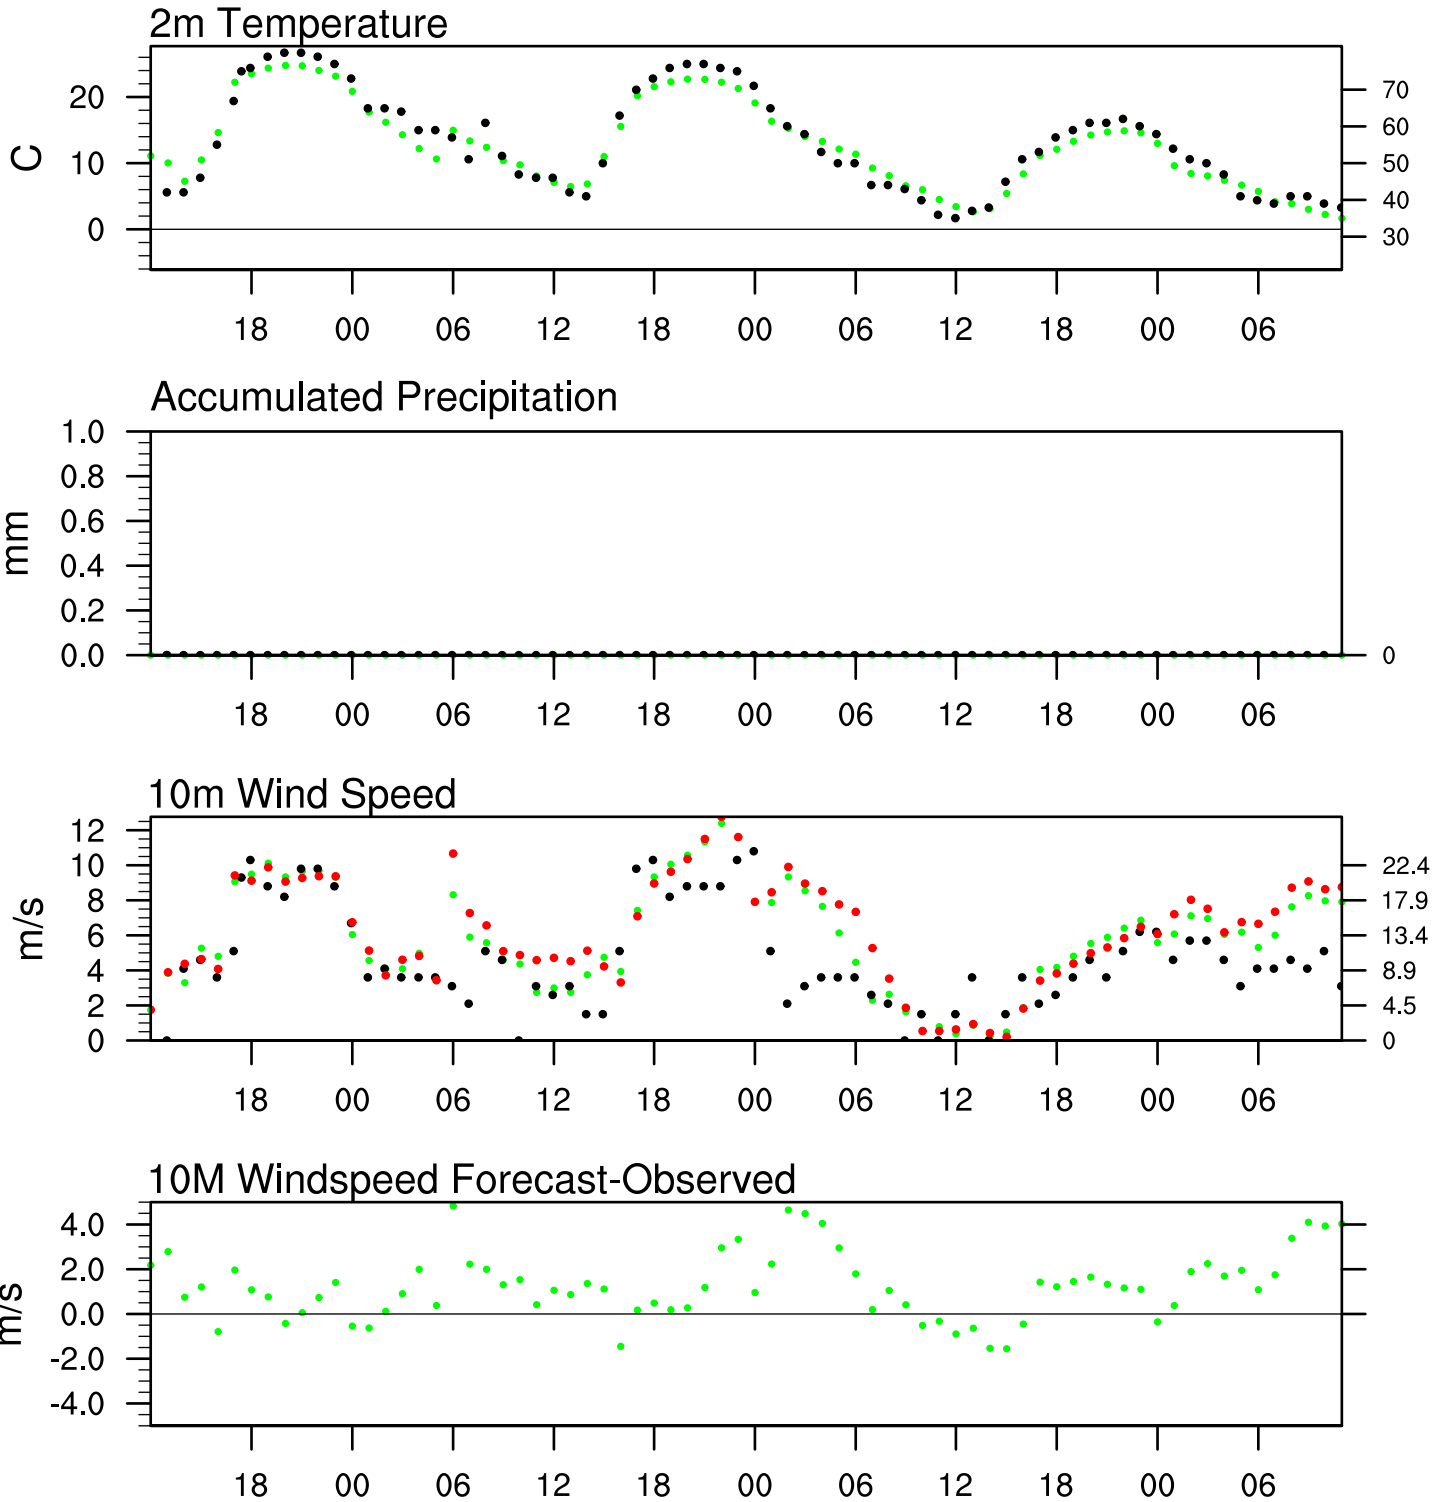 2m Temperature
20
10
0
C
70
60
50
40
30
18 00 06 12 18 00 06 12 18 00 06
Accumulated Precipitation
1.0
0.8
0.6
0.4
0.2
0.0
mm
0
18 00 06 12 18 00 06 12 18 00 06
10m Wind Speed
12
10
8
6
4
2
0
m/s
22.4
17.9
13.4
8.9
4.5
0
18 00 06 12 18 00 06 12 18 00 06
10M Windspeed Forecast-Observed
4.0
2.0
0.0
-2.0
-4.0
m/s
18 00 06 12 18 00 06 12 18 00 06